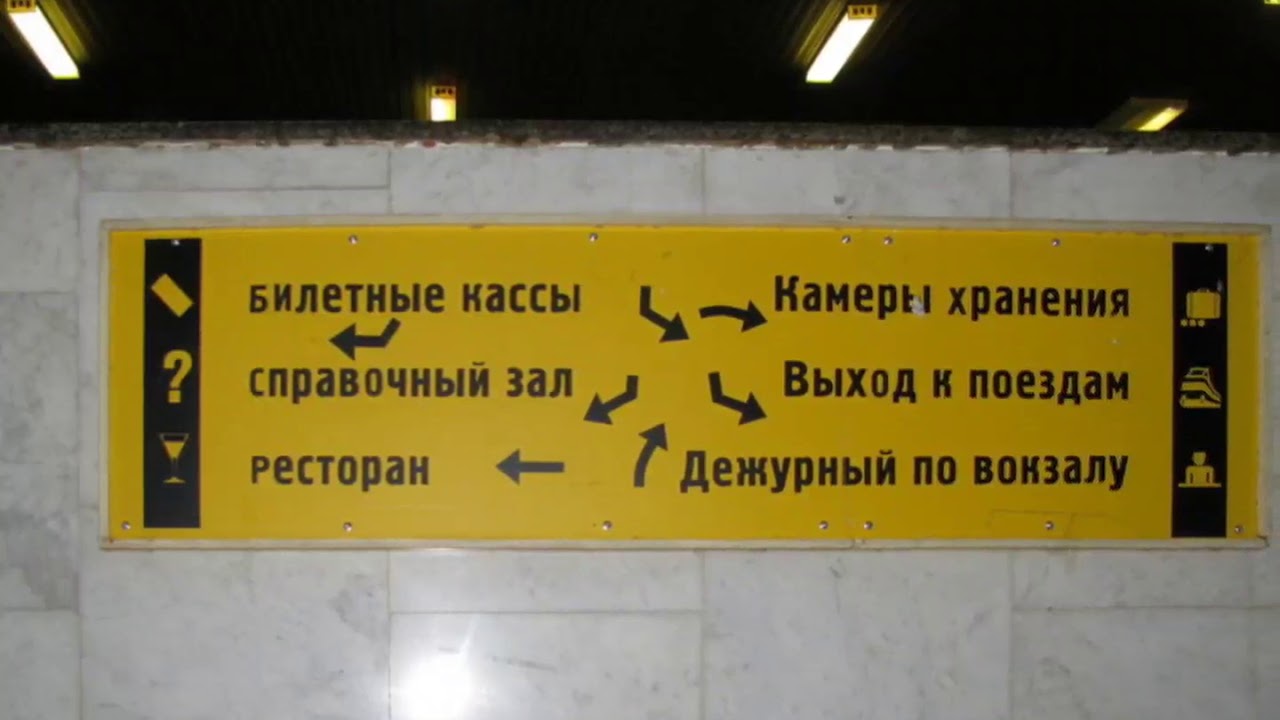 Билетные кассы
справочный зал
ресторан
Камеры хранения
Выход к поездам
Дежурный по вокзалу